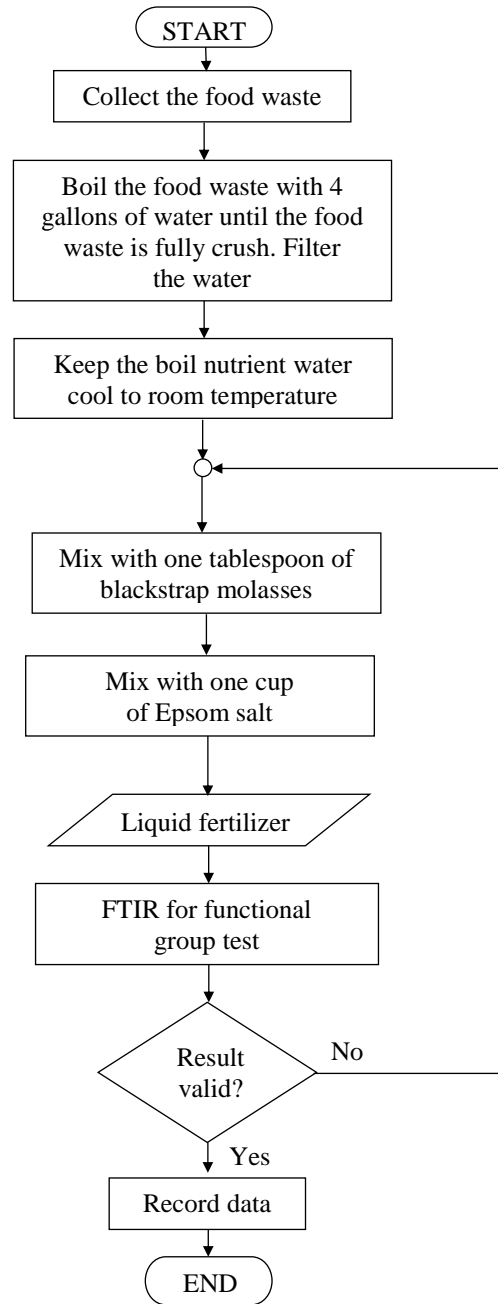 START
Collect the food waste
Boil the food waste with 4
gallons of water until the food
waste is fully crush. Filter
the water
Keep the boil nutrient water
cool to room temperature
Mix with one tablespoon of
blackstrap molasses
Mix with one cup
of Epsom salt
Liquid fertilizer
FTIR for functional
group test
Result
valid?
No
Yes
Record data
END